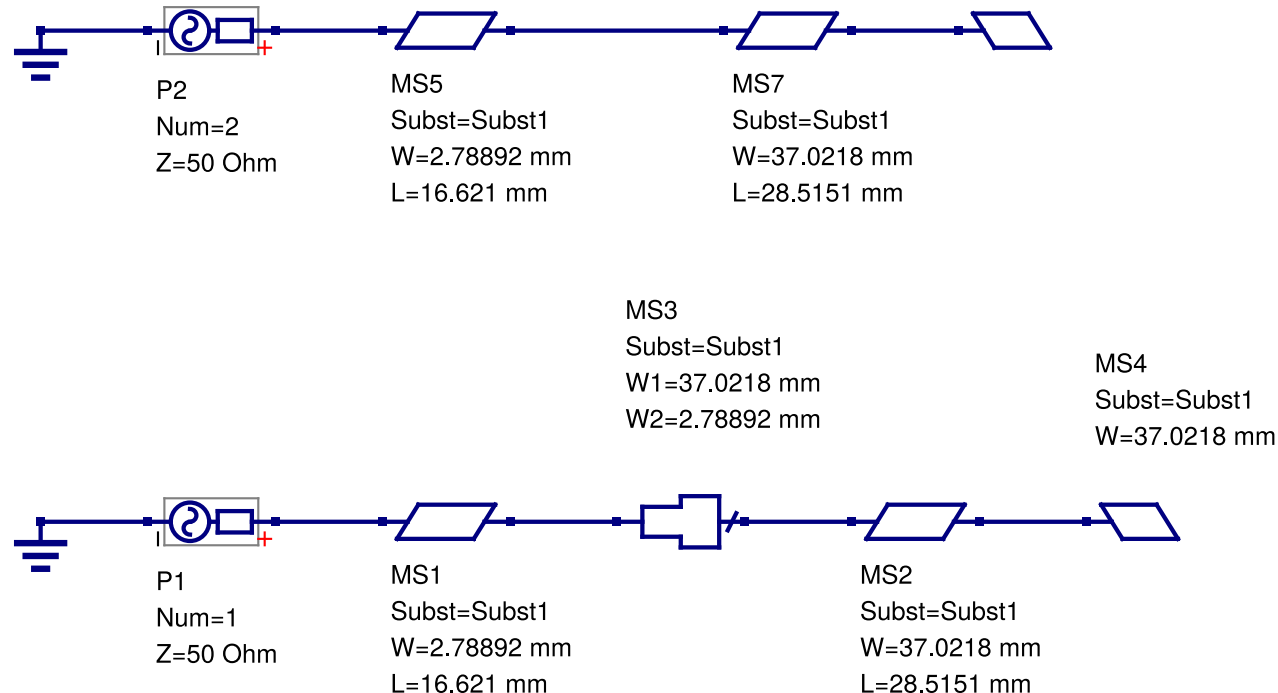 P2
Num=2
Z=50 Ohm
MS5
Subst=Subst1
W=2.78892 mm
L=16.621 mm
MS7
Subst=Subst1
W=37.0218 mm
L=28.5151 mm
MS3
Subst=Subst1
W1=37.0218 mm
W2=2.78892 mm
MS4
Subst=Subst1
W=37.0218 mm
P1
Num=1
Z=50 Ohm
MS1
Subst=Subst1
W=2.78892 mm
L=16.621 mm
MS2
Subst=Subst1
W=37.0218 mm
L=28.5151 mm